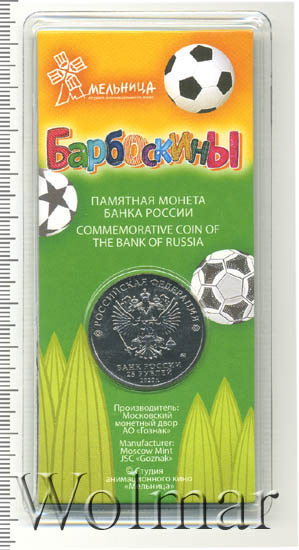 МЕЛЬНИЦА
Барбоскины
ПАМЯТНАЯ МОНЕТА
БАНКА РОССИИ
COMMEMORATIVE COIN OF
THE BANK OF RUSSIA
РОССИЙСКАЯ ФЕДЕРАЦИЯ
БАНК РОССИИ
25 РУБЛЕЙ
2020 г.
Производитель:
Московский
монетный двор
АО «Гознак»
Manufacturer:
Moscow Mint
JSC «Goznak»
© Студия
анимационного кино
«Мельница»
Wolmar